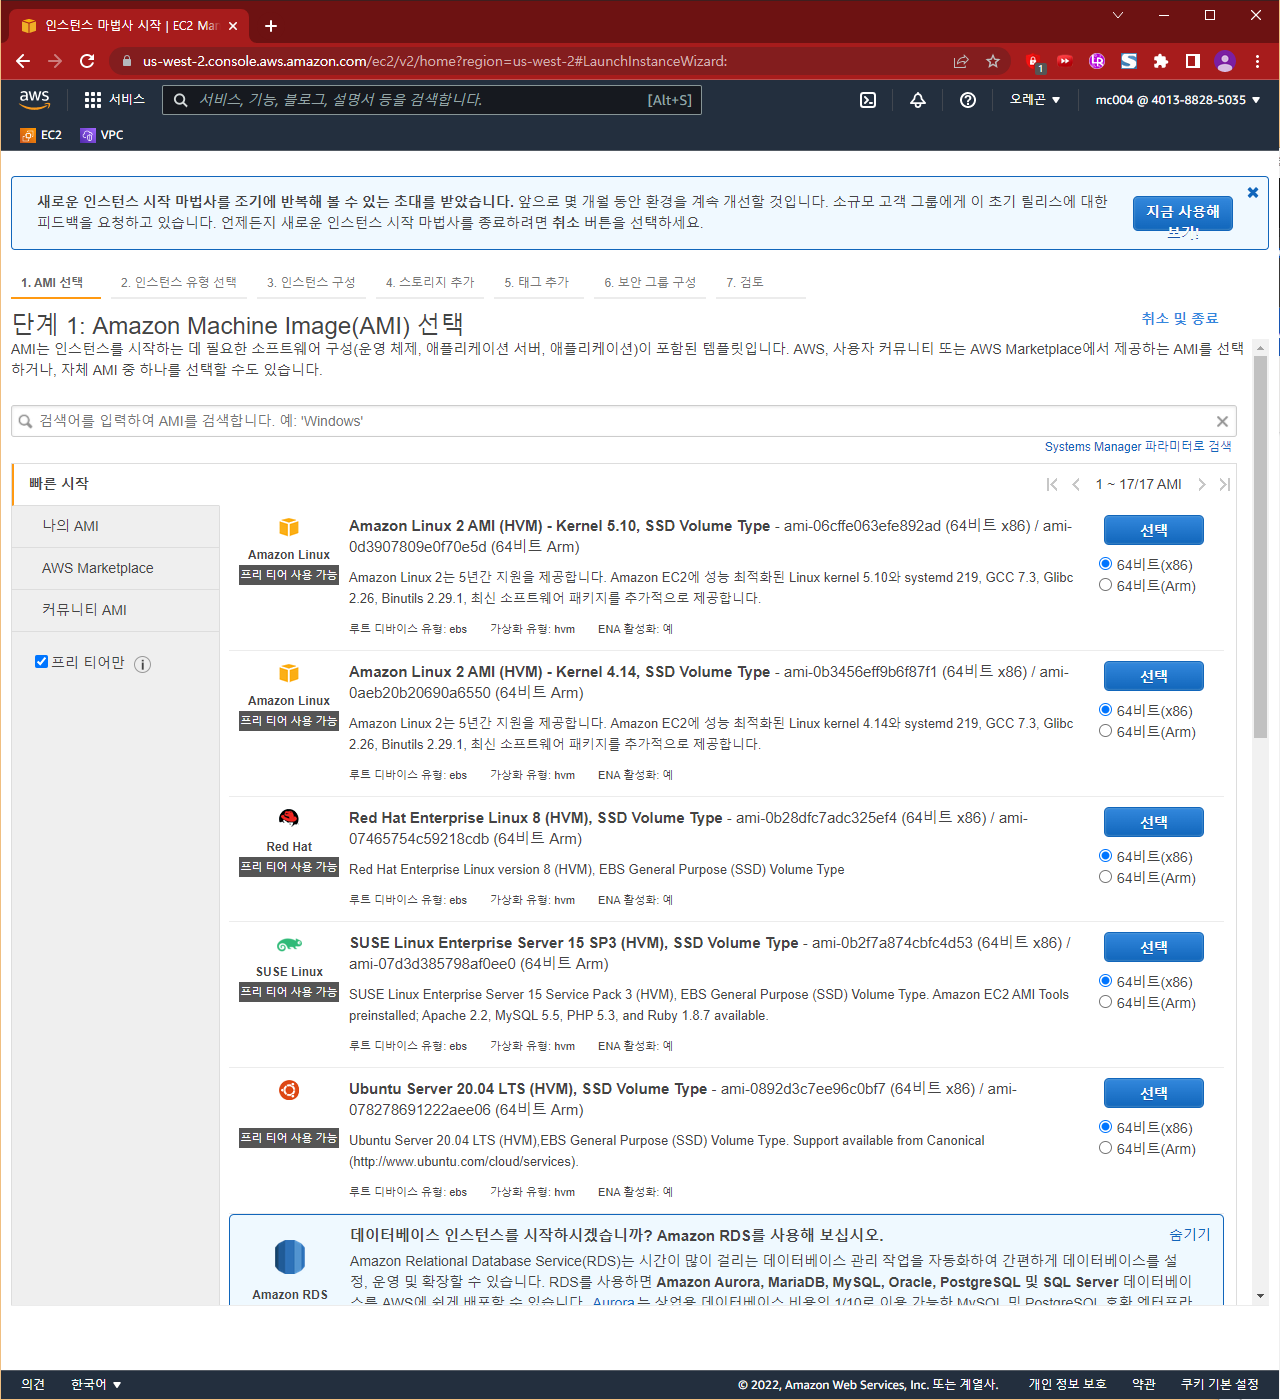 인스턴스 마법사 시작 | EC2 Mar
us-west-2.console.aws.amazon.com/ec2/v2/home?region=us-west-2#LaunchInstanceWizard:
1
aws
서비스
서비스, 기능, 블로그, 설명서 등을 검색합니다.
[Alt+S]
오레곤
mc004 @ 4013-8828-5035
EC2
VPC
새로운 인스턴스 시작 마법사를 조기에 반복해 볼 수 있는 초대를 받았습니다. 앞으로 몇 개월 동안 환경을 계속 개선할 것입니다. 소규모 고객 그룹에게 이 초기 릴리스에 대한
피드백을 요청하고 있습니다. 언제든지 새로운 인스턴스 시작 마법사를 종료하려면 취소 버튼을 선택하세요.
지금 사용해
보기!
1. AMI 선택
2. 인스턴스 유형 선택
3. 인스턴스 구성
4. 스토리지 추가
5. 태그 추가
6. 보안 그룹 구성
7. 검토
단계 1: Amazon Machine Image(AMI) 선택
취소 및 종료
AMI는 인스턴스를 시작하는 데 필요한 소프트웨어 구성(운영 체제, 애플리케이션 서버, 애플리케이션)이 포함된 템플릿입니다. AWS, 사용자 커뮤니티 또는 AWS Marketplace에서 제공하는 AMI를 선택
하거나, 자체 AMI 중 하나를 선택할 수도 있습니다.
검색어를 입력하여 AMI를 검색합니다. 예: 'Windows'
Systems Manager 파라미터로 검색
빠른 시작
1 ~ 17/17 AMI
나의 AMI
AWS Marketplace
커뮤니티 AMI
프리 티어만
Amazon Linux
프리 티어 사용 가능
Amazon Linux 2 AMI (HVM) - Kernel 5.10, SSD Volume Type - ami-06cffe063efe892ad (64비트 x86) / ami-
0d3907809e0f70e5d (64비트 Arm)
Amazon Linux 2는 5년간 지원을 제공합니다. Amazon EC2에 성능 최적화된 Linux kernel 5.10와 systemd 219, GCC 7.3, Glibc
2.26, Binutils 2.29.1, 최신 소프트웨어 패키지를 추가적으로 제공합니다.
루트 디바이스 유형: ebs
가상화 유형: hvm
ENA 활성화: 예
선택
64비트(x86)
64비트(Arm)
Amazon Linux
프리 티어 사용 가능
Amazon Linux 2 AMI (HVM) - Kernel 4.14, SSD Volume Type - ami-0b3456eff9b6f87f1 (64비트 x86) / ami-
0aeb20b20690a6550 (64비트 Arm)
Amazon Linux 2는 5년간 지원을 제공합니다. Amazon EC2에 성능 최적화된 Linux kernel 4.14와 systemd 219, GCC 7.3, Glibc
2.26, Binutils 2.29.1, 최신 소프트웨어 패키지를 추가적으로 제공합니다.
루트 디바이스 유형: ebs
가상화 유형: hvm
ENA 활성화: 예
선택
64비트(x86)
64비트(Arm)
Red Hat
프리 티어 사용 가능
Red Hat Enterprise Linux 8 (HVM), SSD Volume Type - ami-0b28dfc7adc325ef4 (64비트 x86) / ami-
07465754c59218cdb (64비트 Arm)
Red Hat Enterprise Linux version 8 (HVM), EBS General Purpose (SSD) Volume Type
루트 디바이스 유형: ebs
가상화 유형: hvm
ENA 활성화: 예
선택
64비트(x86)
64비트(Arm)
SUSE Linux
프리 티어 사용 가능
SUSE Linux Enterprise Server 15 SP3 (HVM), SSD Volume Type - ami-0b2f7a874cbfc4d53 (64비트 x86) /
ami-07d3d385798af0ee0 (64비트 Arm)
SUSE Linux Enterprise Server 15 Service Pack 3 (HVM), EBS General Purpose (SSD) Volume Type. Amazon EC2 AMI Tools
preinstalled; Apache 2.2, MySQL 5.5, PHP 5.3, and Ruby 1.8.7 available.
루트 디바이스 유형: ebs
가상화 유형: hvm
ENA 활성화: 예
선택
64비트(x86)
64비트(Arm)
프리 티어 사용 가능
Ubuntu Server 20.04 LTS (HVM), SSD Volume Type - ami-0892d3c7ee96c0bf7 (64비트 x86) / ami-
078278691222aee06 (64비트 Arm)
Ubuntu Server 20.04 LTS (HVM),EBS General Purpose (SSD) Volume Type. Support available from Canonical
(http://www.ubuntu.com/cloud/services).
루트 디바이스 유형: ebs
가상화 유형: hvm
ENA 활성화: 예
선택
64비트(x86)
64비트(Arm)
Amazon RDS
데이터베이스 인스턴스를 시작하시겠습니까? Amazon RDS를 사용해 보십시오.
숨기기
Amazon Relational Database Service(RDS)는 시간이 많이 걸리는 데이터베이스 관리 작업을 자동화하여 간편하게 데이터베이스를 설
정, 운영 및 확장할 수 있습니다. RDS를 사용하면 Amazon Aurora, MariaDB, MySQL, Oracle, PostgreSQL 및 SQL Server 데이터베이
스를 AWS에 쉽게 배포할 수 있습니다. Aurora는 상업용 데이터베이스 비용의 1/10로 이용 가능한 MySQL 및 PostgreSQL 호환 엔터프라
의견
한국어
© 2022, Amazon Web Services, Inc. 또는 계열사.
개인 정보 보호
약관
쿠키 기본 설정